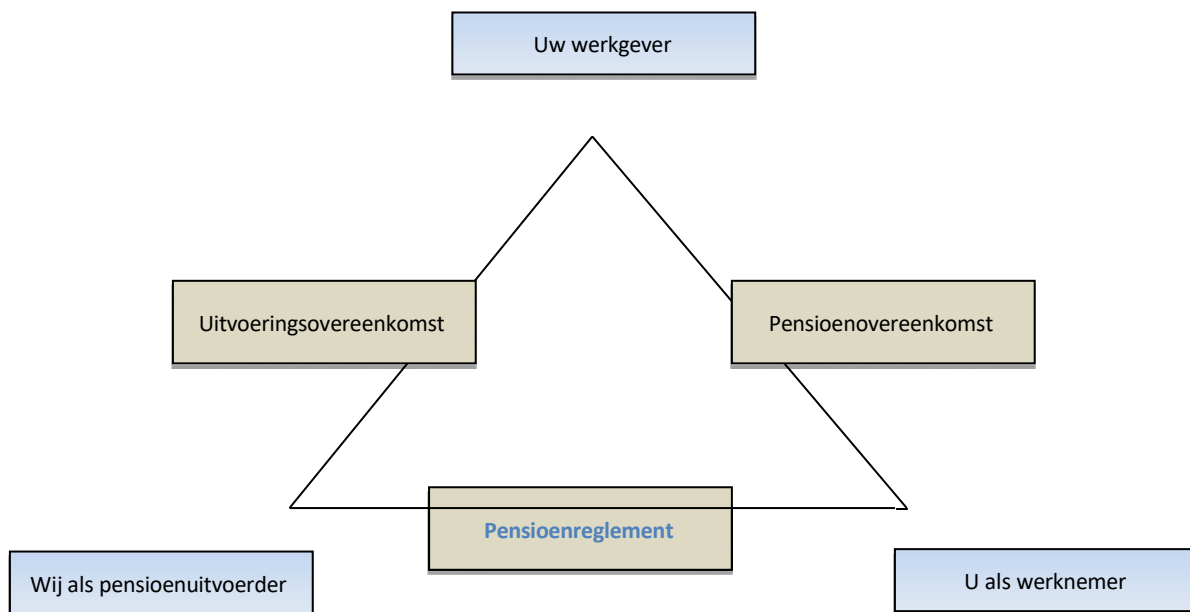 Uw werkgever
Uitvoeringsovereenkomst
Pensioenovereenkomst
Pensioenreglement
Wij als pensioenuitvoerder
U als werknemer